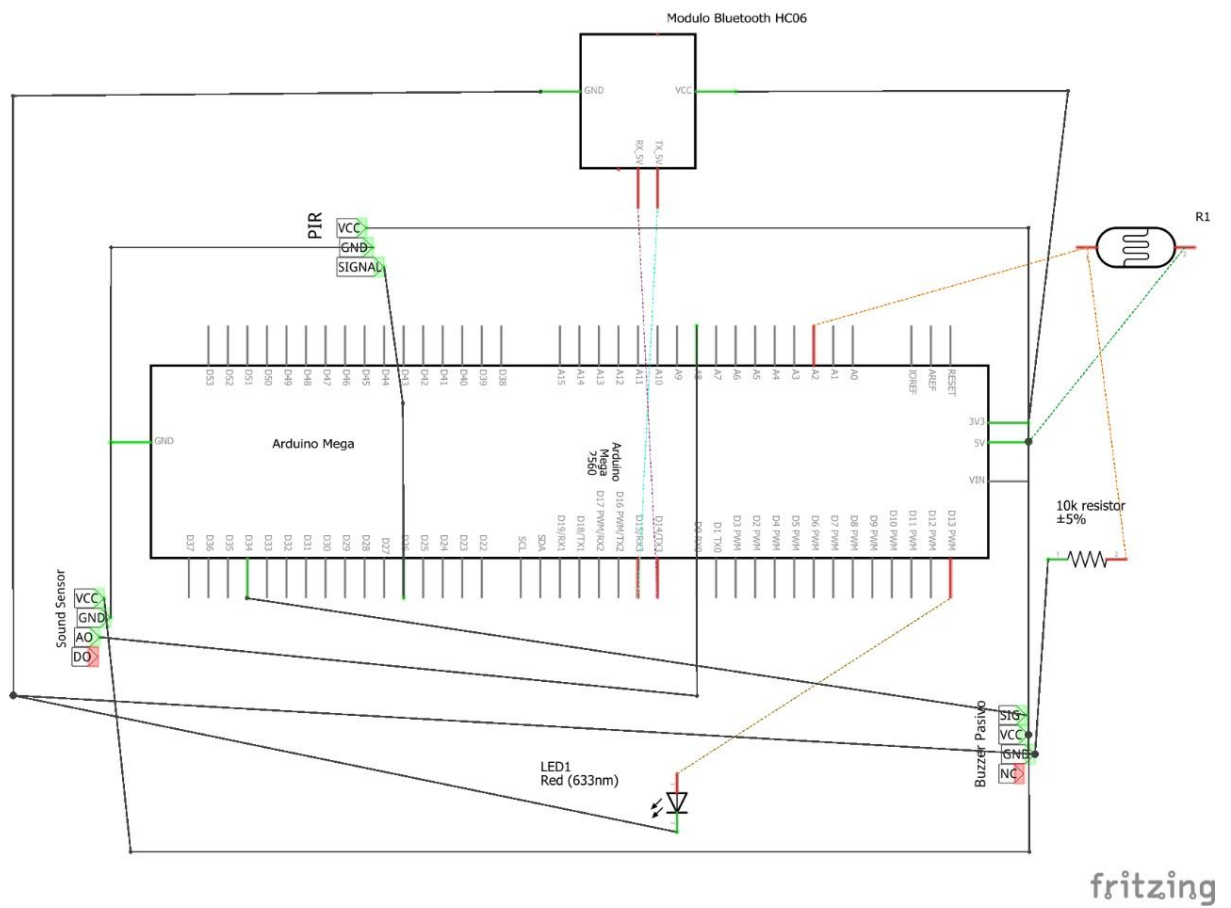 Modulo Bluetooth HC06
GND
VCC
RX_5V
TX_5V
PIR
VCC
GND
SIGNAL
R1
D53
D52
D51
D50
D49
D48
D47
D46
D45
D44
D43
D42
D41
D40
D39
D38
A15
A14
A13
A12
A11
A10
A9
A8
A7
A6
A5
A4
A3
A2
A1
A0
IOREF
AREF
RESET
GND
Arduino Mega
Arduino
Mega
2560
3V3
5V
VIN
D37
D36
D35
D34
D33
D32
D31
D30
D29
D28
D27
D26
D25
D24
D23
D22
SCL
SDA
D19/RX1
D18/TX1
D17 PWM/RX2
D16 PWM/TX2
D15/RX3
D14/TX3
D0 RX0
D1 TX0
D3 PWM
D2 PWM
D4 PWM
D5 PWM
D6 PWM
D7 PWM
D8 PWM
D9 PWM
D10 PWM
D11 PWM
D12 PWM
D13 PWM
10k resistor
±5%
1
2
Sound Sensor
VCC
GND
AO
DO
Buzzer Pasivo
SIG
VCC
GND
NC
LED1
Red (633nm)
fritzing